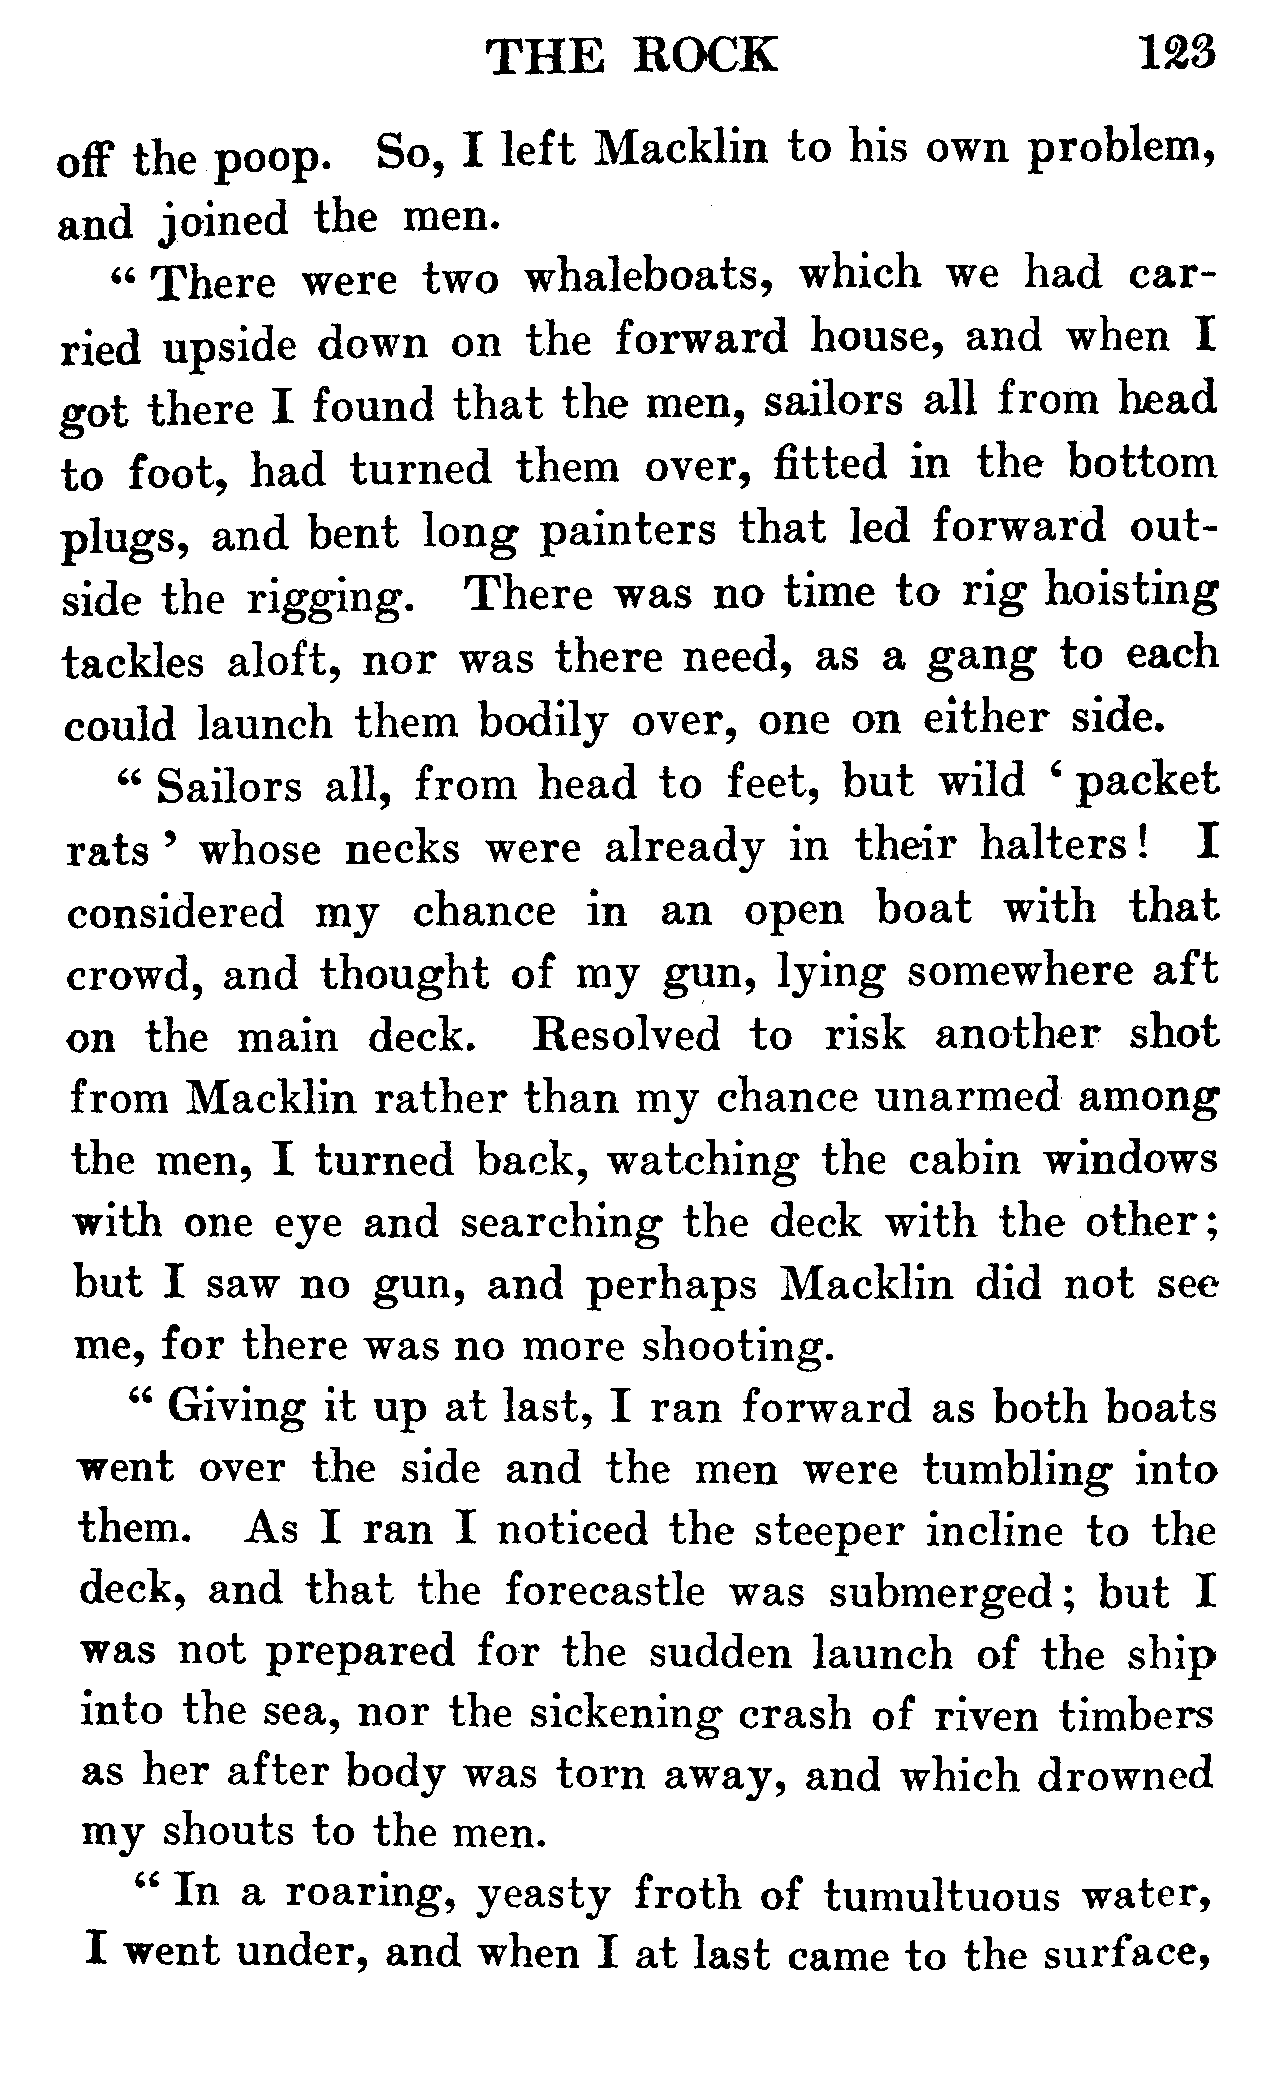 THE ROCK 123
off the poop. So, I left Macklin to his own problem,
and joined the men.
“ There were two whaleboats, which we had car-
ried upside down on the forward house, and when I
got there I found that the men, sailors all from head
to foot, had turned them over, fitted in the bottom
plugs, and bent long painters that led forward out-
side the rigging. There was no time to rig hoisting
tackles aloft, nor was there need, as a gang to each
could launch them bodily over, one on either side.
“ Sailors all, from head to feet, but wild ‘ packet
rats ’ whose necks were already in their halters! I
considered my chance in an open boat with that
crowd, and thought of my gun, lying somewhere aft
on the main deck. Resolved to risk another shot
from Macklin rather than my chance unarmed among
the men, I turned back, watching the cabin windows
with one eye and searching the deck with the other;
but I saw no gun, and perhaps Macklin did not see
me, for there was no more shooting.
“ Giving it up at last, I ran forward as both boats
went over the side and the men were tumbling into
them. As I ran I noticed the steeper incline to the
deck, and that the forecastle was submerged; but I
was not prepared for the sudden launch of the ship
into the sea, nor the sickening crash of riven timbers
as her after body was torn away, and which drowned
my shouts to the men.
“ In a roaring, yeasty froth of tumultuous water,
I went under, and when I at last came to the surface,